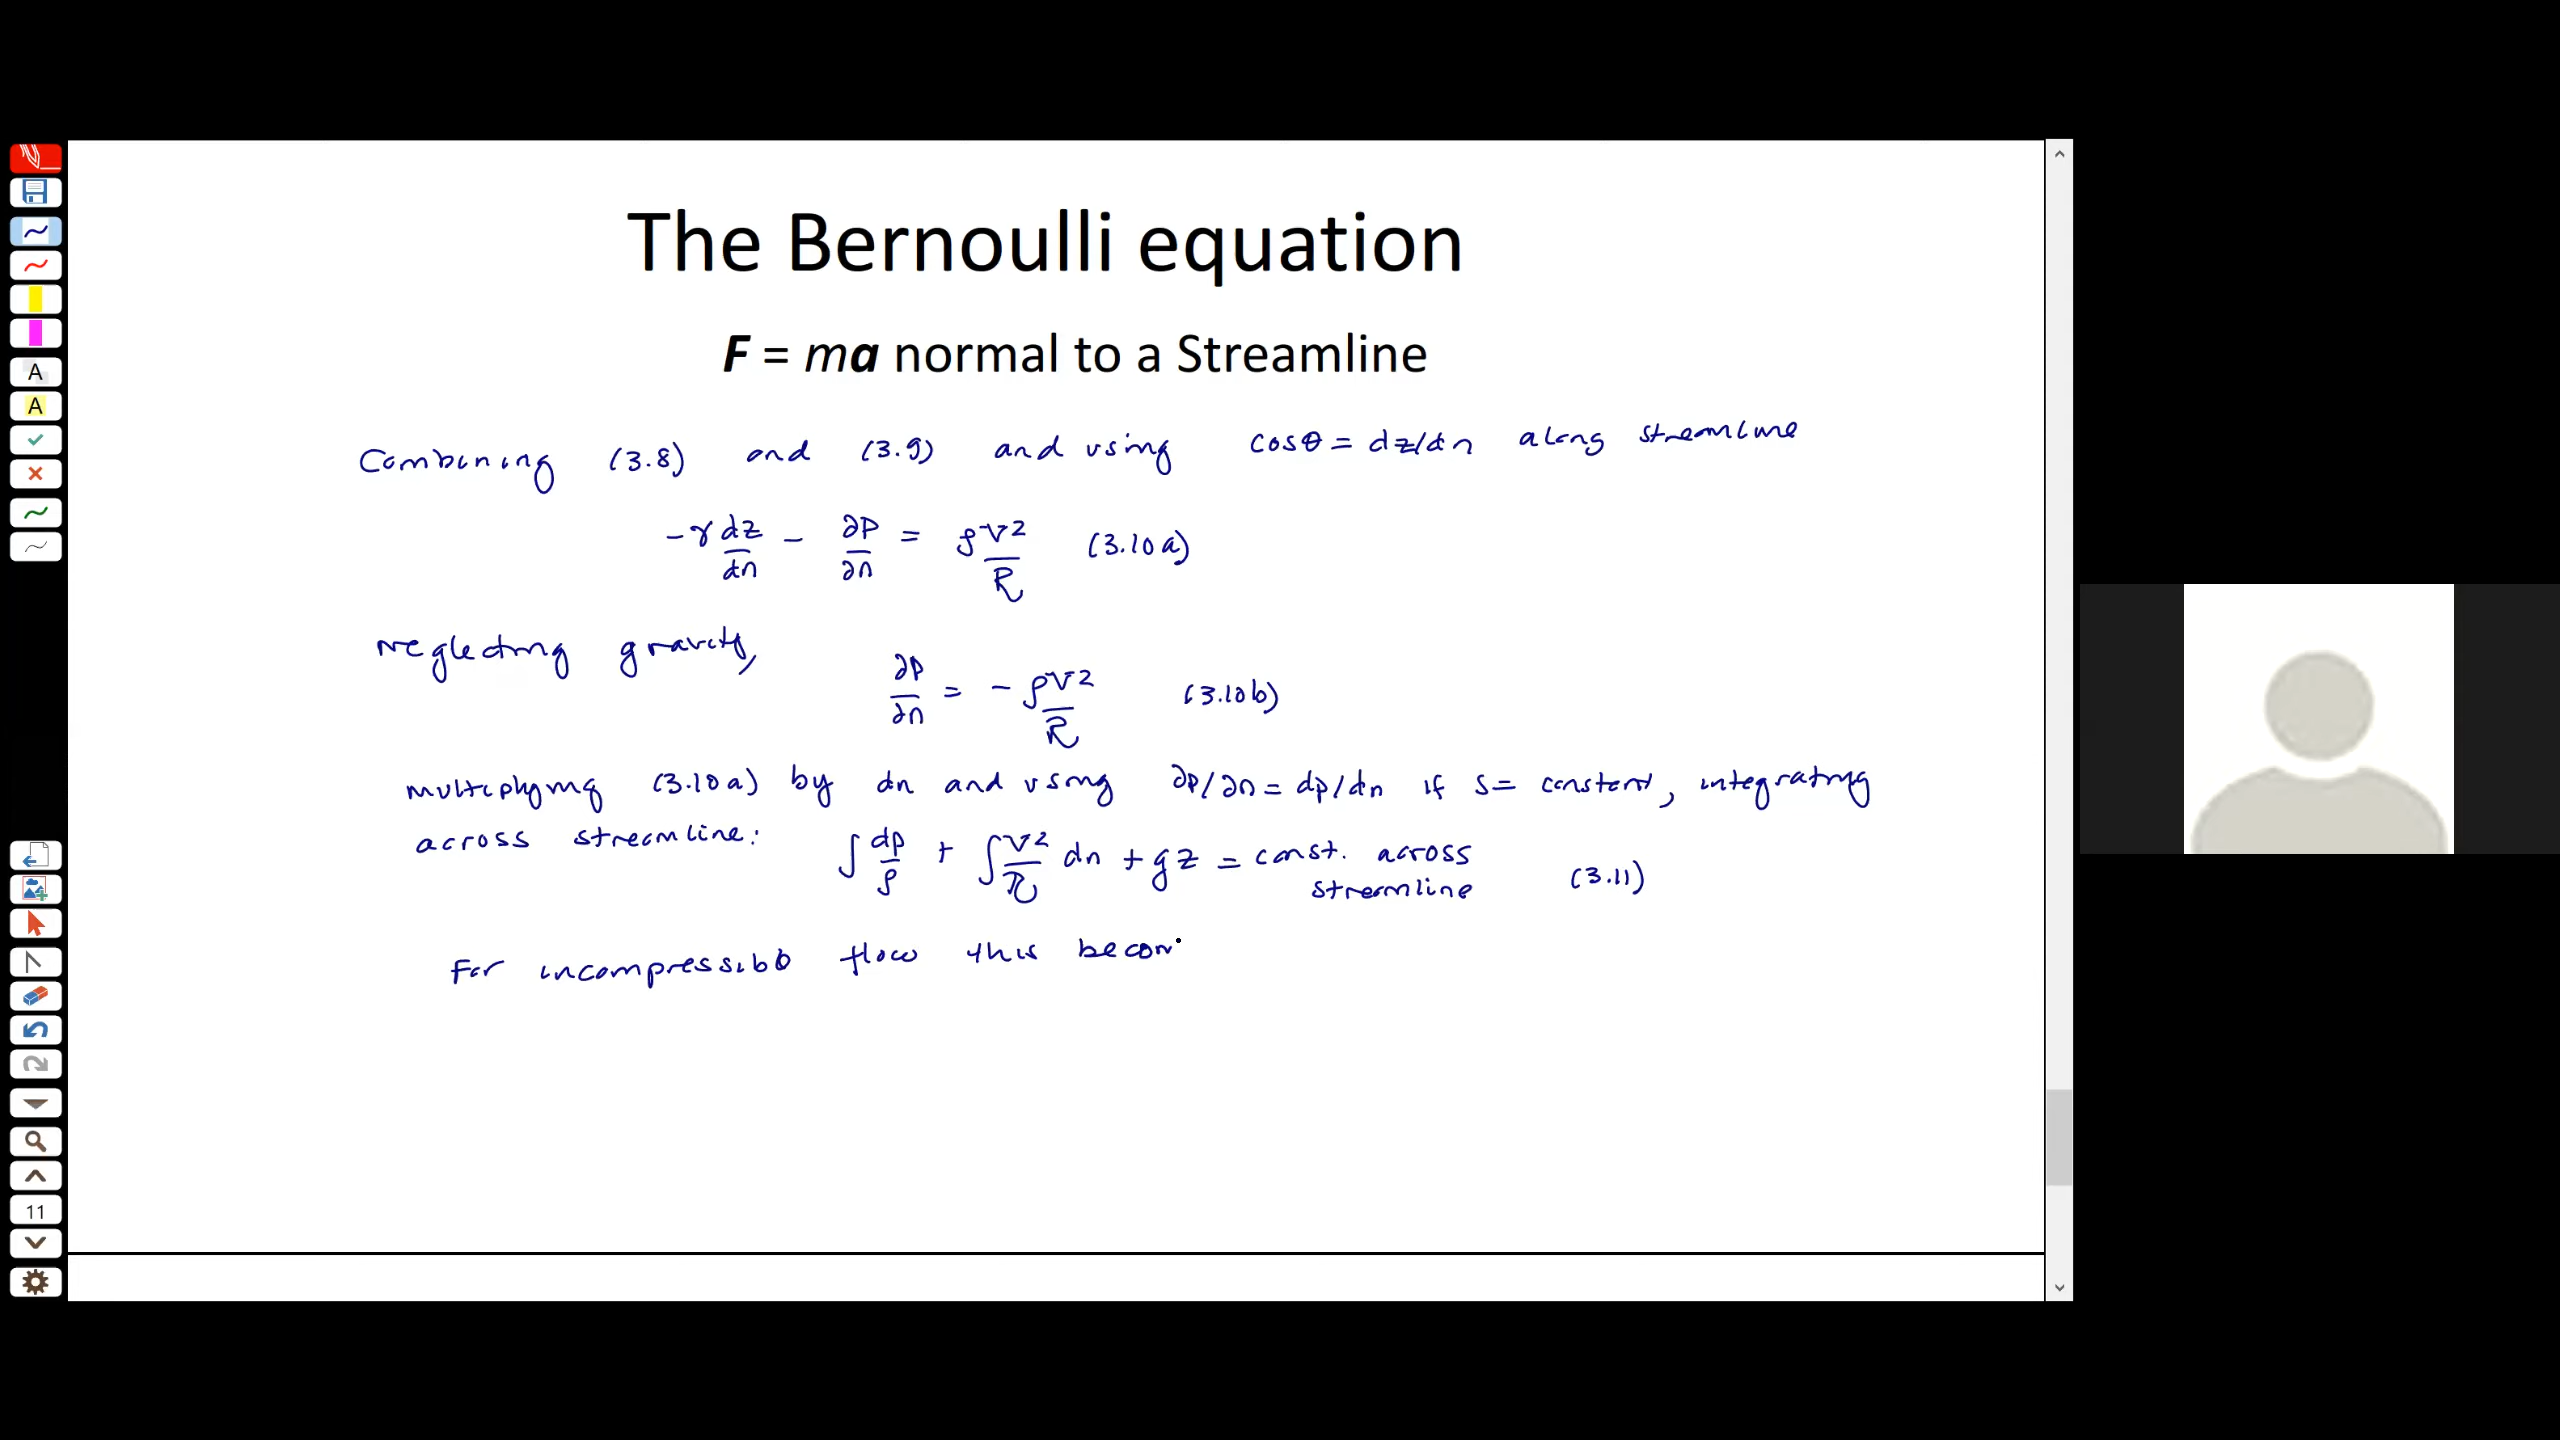 The Bernoulli equation
F = ma normal to a Streamline
Combining (3.8) and (3.9) and using cosθ = dz/dn along streamline
-γ dz/dn - ∂P/∂n = ρV²/R (3.10a)
Neglecting gravity,
∂P/∂n = - ρV²/R (3.10b)
multiplying (3.10a) by dn and using ∂p/∂n = dp/dn if s = constant, integrating
across streamline: ∫dp/ρ + ∫V²/R dn + gz = const. across streamline (3.11)
For incompressible flow this becom
A
A
11